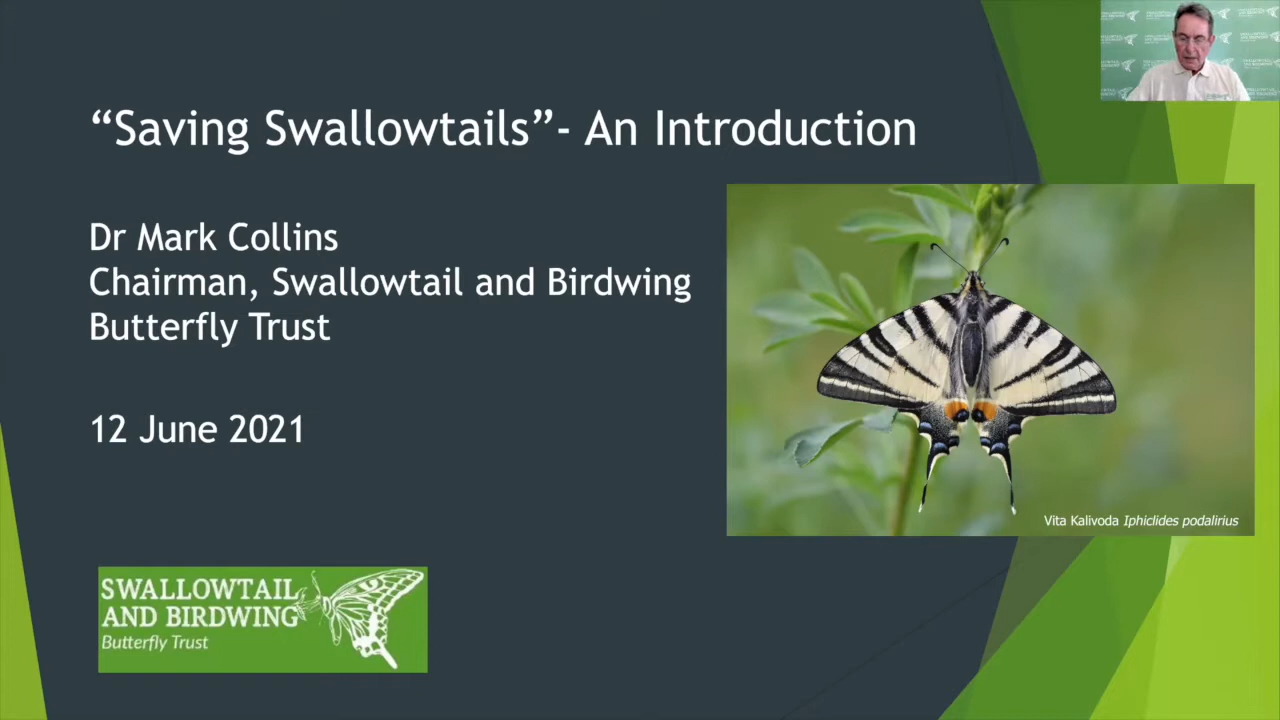 “Saving Swallowtails”- An Introduction
Dr Mark Collins
Chairman, Swallowtail and Birdwing
Butterfly Trust
12 June 2021
Vita Kalivoda Iphiclides podalirius
SWALLOWTAIL
AND BIRDWING
Butterfly Trust